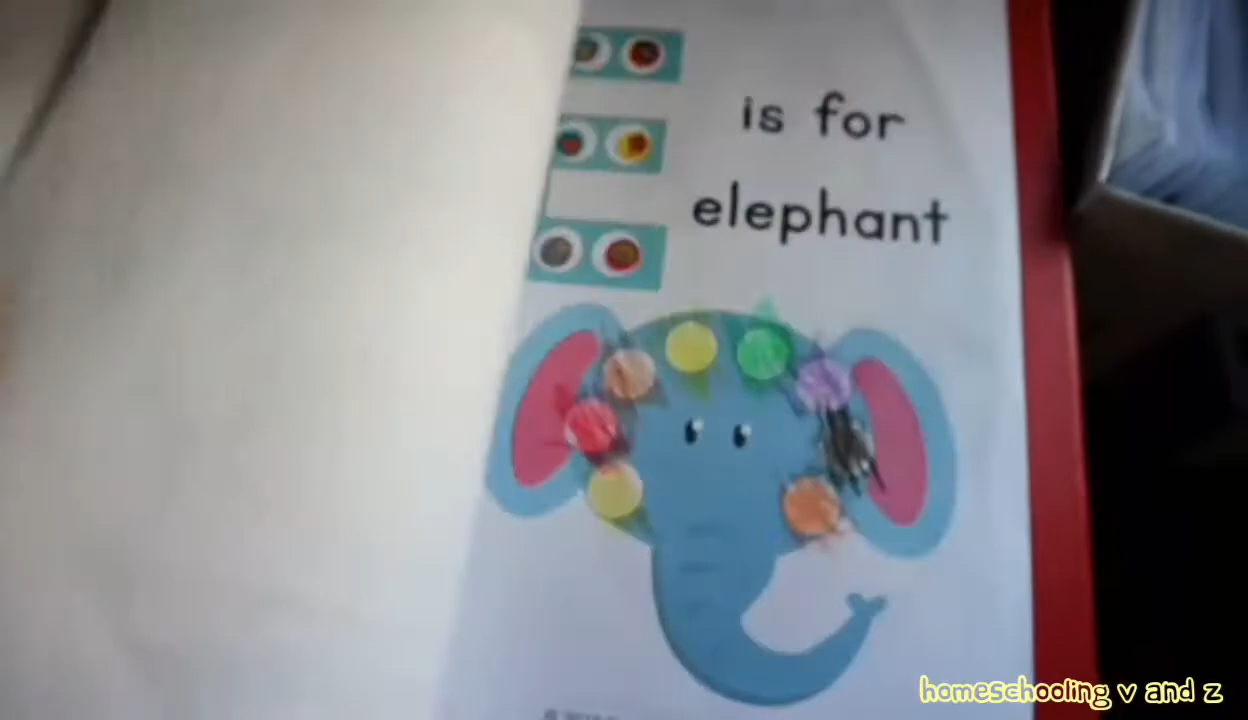 is for
elephant
homeschooling v and z